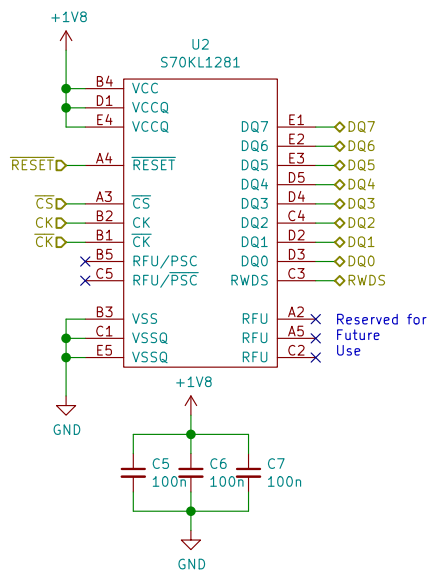 +1V8
U2
S70KL1281
B4 VCC
D1 VCCQ
E4 VCCQ
E1 DQ7 DQ7
E2 DQ6 DQ6
RESET A4 RESET
E3 DQ5 DQ5
D5 DQ4 DQ4
CS A3 CS
D4 DQ3 DQ3
CK B2 CK
C4 DQ2 DQ2
CK B1 CK
D2 DQ1 DQ1
B5 RFU/PSC
D3 DQ0 DQ0
C5 RFU/PSC
C3 RWDS RWDS
B3 VSS
RFU A2
C1 VSSQ
RFU A5
E5 VSSQ
RFU C2
Reserved for
Future
Use
GND
+1V8
C5 C6 C7
100n 100n 100n
GND